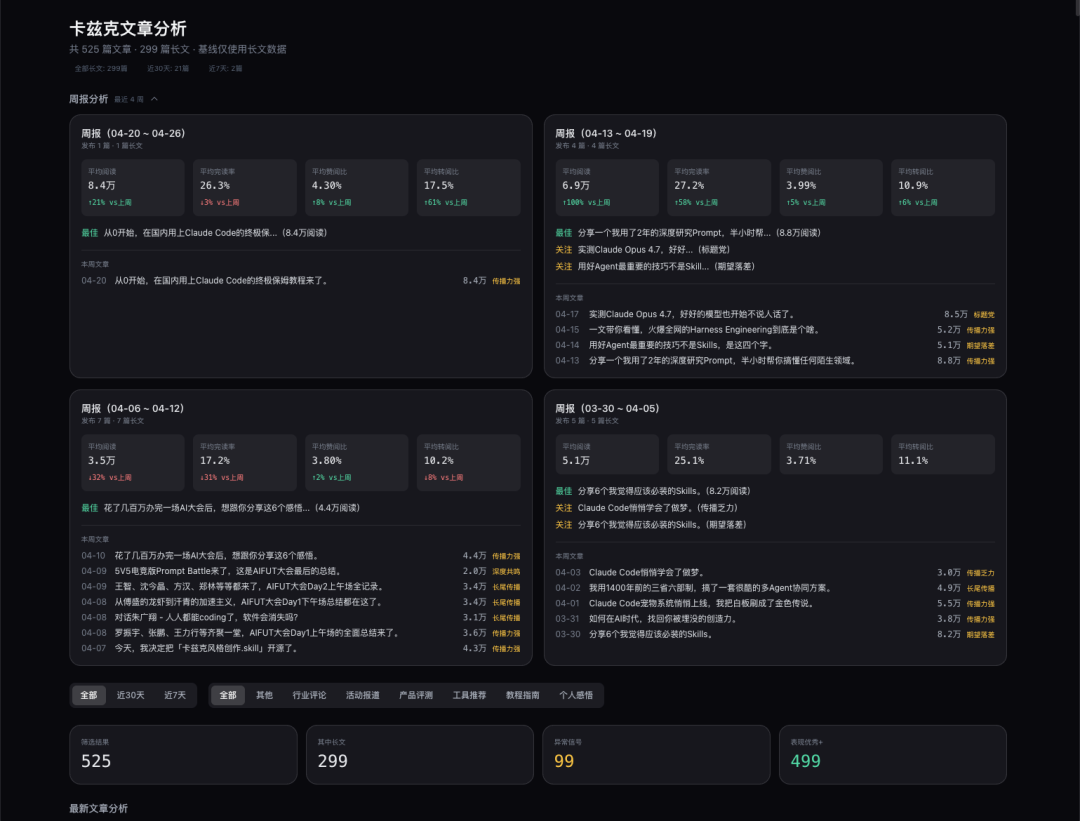 卡兹克文章分析
共 525 篇文章 · 299 篇长文 · 基线仅使用长文数据
全部长文: 299篇 近30天: 21篇 近7天: 2篇
周报分析 最近 4 周
周报（04-20 ~ 04-26）
发布 1 篇 · 1 篇长文
平均阅读 平均完读率 平均赞阅比 平均转阅比
8.4万 26.3% 4.30% 17.5%
↑21% vs上周 ↓3% vs上周 ↑8% vs上周 ↑61% vs上周
最佳 从0开始，在国内用上Claude Code的终极保...（8.4万阅读）
本周文章
04-20 从0开始，在国内用上Claude Code的终极保姆教程来了。 8.4万 传播力强
周报（04-13 ~ 04-19）
发布 4 篇 · 4 篇长文
平均阅读 平均完读率 平均赞阅比 平均转阅比
6.9万 27.2% 3.99% 10.9%
↑100% vs上周 ↑58% vs上周 ↑5% vs上周 ↑6% vs上周
最佳 分享一个我用了2年的深度研究Prompt，半小时帮...（8.8万阅读）
关注 实测Claude Opus 4.7，好好...（标题党）
关注 用好Agent最重要的技巧不是Skill...（期望落差）
本周文章
04-17 实测Claude Opus 4.7，好好的模型也开始不说人话了。 8.5万 标题党
04-15 一文带你看懂，火爆全网的Harness Engineering到底是个啥。 5.2万 传播力强
04-14 用好Agent最重要的技巧不是Skills，是这四个字。 5.1万 期望落差
04-13 分享一个我用了2年的深度研究Prompt，半小时帮你搞懂任何陌生领域。 8.8万 传播力强
周报（04-06 ~ 04-12）
发布 7 篇 · 7 篇长文
平均阅读 平均完读率 平均赞阅比 平均转阅比
3.5万 17.2% 3.80% 10.2%
↓32% vs上周 ↓31% vs上周 ↑2% vs上周 ↓8% vs上周
最佳 花了几百万办完一场AI大会后，想跟你分享这6个感悟...（4.4万阅读）
本周文章
04-10 花了几百万办完一场AI大会后，想跟你分享这6个感悟。 4.4万 传播力强
04-09 5V5电竞版Prompt Battle来了，这是AIFUT大会最后的总结。 2.0万 深度共鸣
04-09 王智、沈今晶、方汉、郑林等等都来了，AIFUT大会Day2上午场全记录。 3.4万 长尾传播
04-08 从傅盛的龙虾到汗青的加速主义，AIFUT大会Day1下午场总结都在这了。 3.4万 长尾传播
04-08 对话朱广翔 - 人人都能coding了，软件会消失吗？ 3.1万 长尾传播
04-08 罗振宇、张鹏、王力行等齐聚一堂，AIFUT大会Day1上午场的全面总结来了。 3.6万 传播力强
04-07 今天，我决定把「卡兹克风格创作.skill」开源了。 4.3万 传播力强
周报（03-30 ~ 04-05）
发布 5 篇 · 5 篇长文
平均阅读 平均完读率 平均赞阅比 平均转阅比
5.1万 25.1% 3.71% 11.1%
最佳 分享6个我觉得应该必装的Skills。（8.2万阅读）
关注 Claude Code悄悄学会了做梦。（传播乏力）
关注 分享6个我觉得应该必装的Skills。（期望落差）
本周文章
04-03 Claude Code悄悄学会了做梦。 3.0万 传播乏力
04-02 我用1400年前的三省六部制，搞了一套很酷的多Agent协同方案。 4.9万 长尾传播
04-01 Claude Code宠物系统悄悄上线，我把白板刷成了金色传说。 5.5万 传播力强
03-31 如何在AI时代，找回你被埋没的创造力。 3.8万 传播力强
03-30 分享6个我觉得应该必装的Skills。 8.2万 期望落差
全部 近30天 近7天 全部 其他 行业评论 活动报道 产品评测 工具推荐 教程指南 个人感悟
筛选结果 其中长文 异常信号 表现优秀+
525 299 99 499
最新文章分析